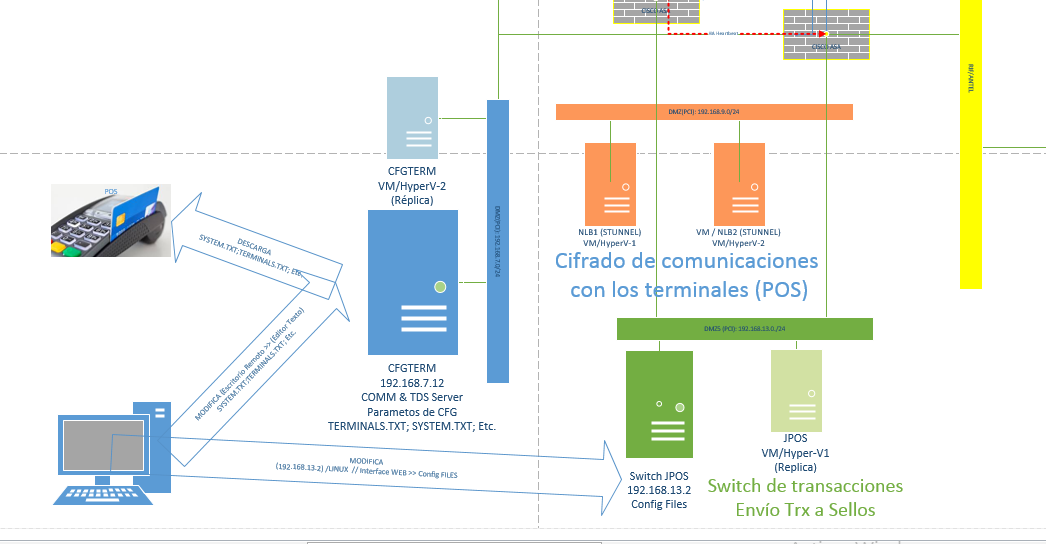 CISCO ASA
HA Heartbeat
CISCO ASA
RIF/ANTEL
DMZ(PCI): 192.168.9.0/24
CFGTERM
VM/HyperV-2
(Réplica)
POS
NLB1 (STUNNEL)
VM/HyperV-1
VM / NLB2 (STUNNEL)
VM/HyperV-2
DESCARGA
SYSTEM.TXT;TERMINALS.TXT; Etc.
Cifrado de comunicaciones
con los terminales (POS)
DMZS (PCI): 192.168.13.0./24
MODIFICA (Escritorio Remoto >> (Editor Texto)
SYSTEM.TXT;TERMINALS.TXT; Etc.
CFGTERM
192.168.7.12
COMM & TDS Server
Parametos de CFG
TERMINALS.TXT; SYSTEM.TXT; Etc.
JPOS
VM/Hyper-V1
(Replica)
MODIFICA
(192.168.13-2) /LINUX // Interface WEB >> Config FILES
Switch JPOS
192.168.13.2
Config Files
Switch de transacciones
Envío Trx a Sellos